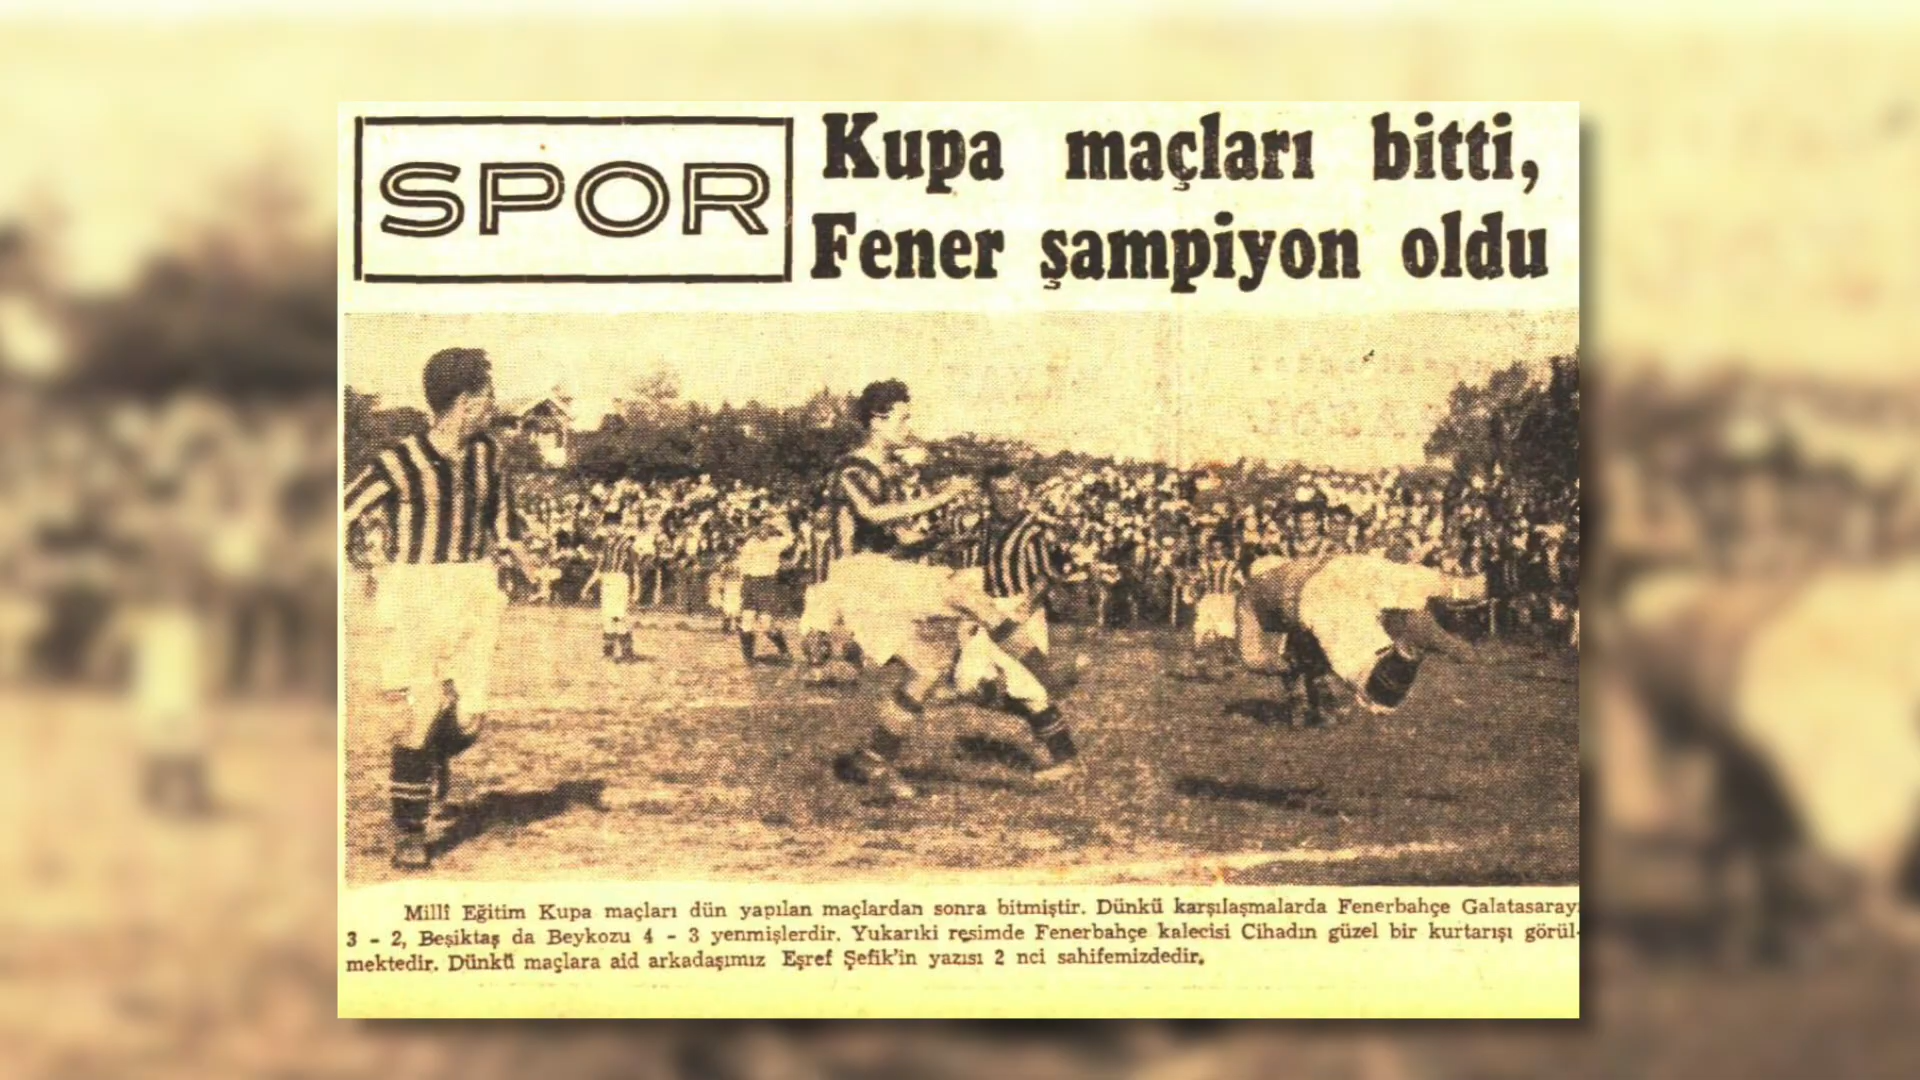 SPOR
Kupa maçları bitti,
Fener şampiyon oldu
Millî Eğitim Kupa maçları dün yapılan maçlardan sonra bitmiştir. Dünkü karşılaşmalarda Fenerbahçe Galatasaray
3 - 2, Beşiktaş da Beykozu 4 - 3 yenmişlerdir. Yukarıki resimde Fenerbahçe kalecisi Cihadın güzel bir kurtarışı görül-
mektedir. Dünkü maçlara aid arkadaşımız Eşref Şefik'in yazısı 2 nci sahifemizdedir.